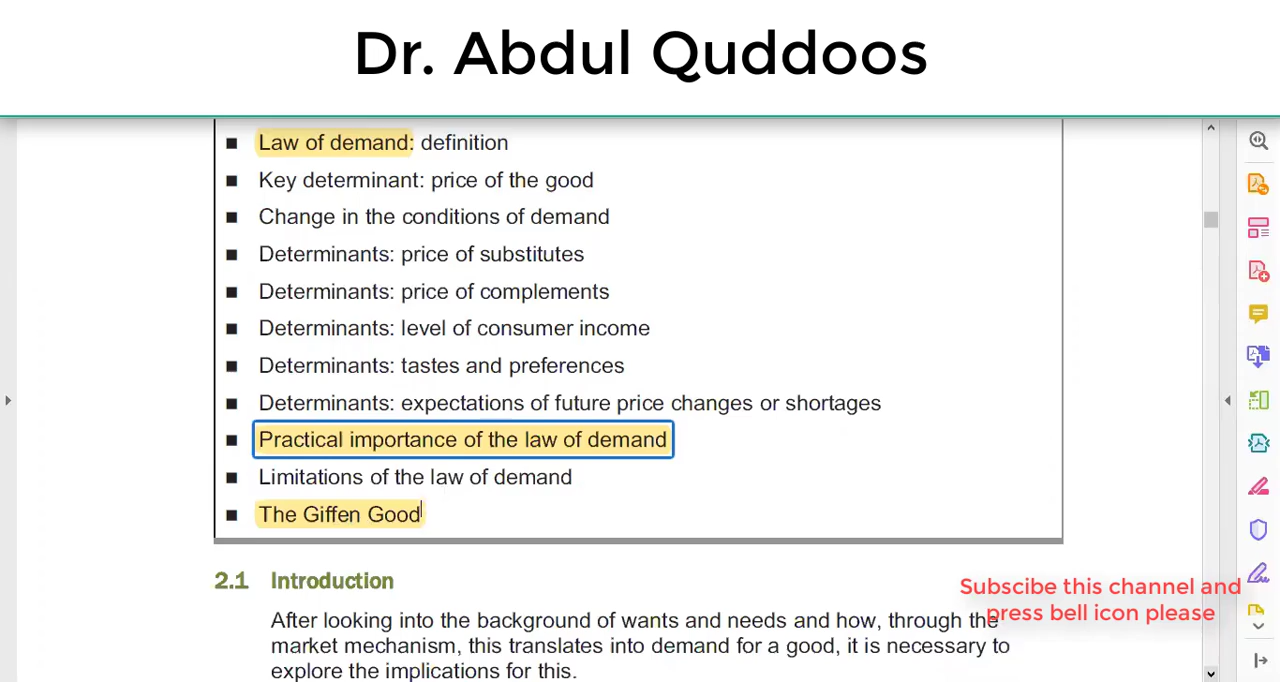 Dr. Abdul Quddoos
■ Law of demand: definition
■ Key determinant: price of the good
■ Change in the conditions of demand
■ Determinants: price of substitutes
■ Determinants: price of complements
■ Determinants: level of consumer income
■ Determinants: tastes and preferences
■ Determinants: expectations of future price changes or shortages
■ Practical importance of the law of demand
■ Limitations of the law of demand
■ The Giffen Good
2.1 Introduction
After looking into the background of wants and needs and how, through the
market mechanism, this translates into demand for a good, it is necessary to
explore the implications for this.
Subscibe this channel and
press bell icon please